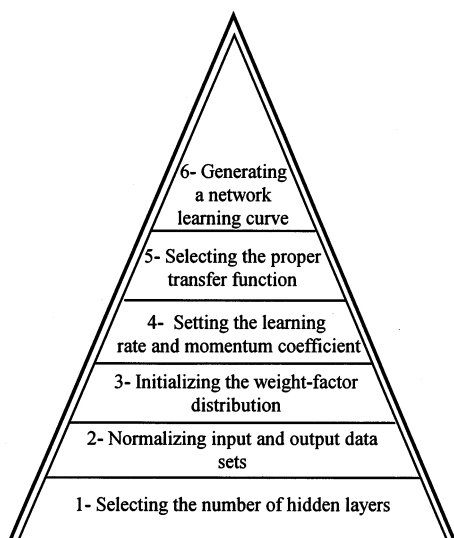 6- Generating
a network
learning curve
5- Selecting the proper
transfer function
4- Setting the learning
rate and momentum coefficient
3- Initializing the weight-factor
distribution
2- Normalizing input and output data
sets
1- Selecting the number of hidden layers